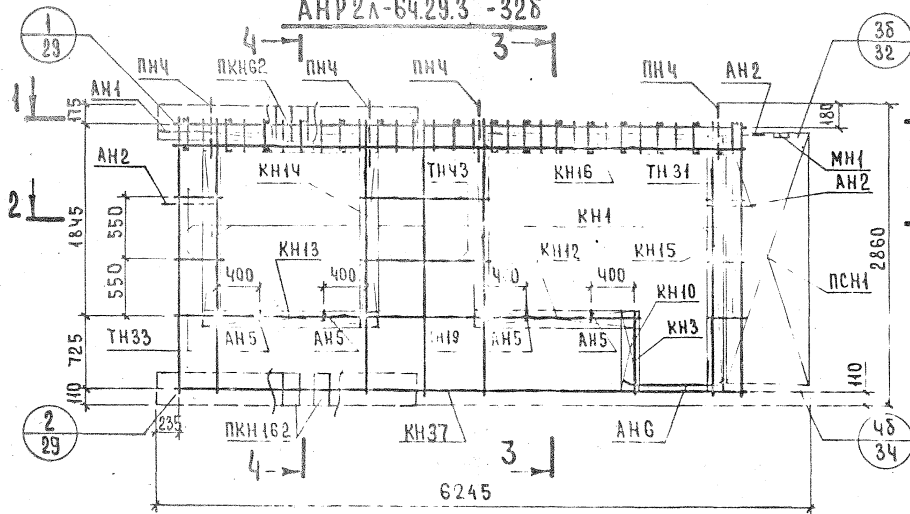 АНР2л-64.29.3 -32б
1
29
4
3
3б
32
ПН4
ПКН62
ПН4
ПН4
ПН4
АН2
АН1
1
175
180
МН1
АН2
КН14
ТН43
КН16
ТН31
АН2
2
КН1
1845
550
550
2860
КН13
КН12
КН15
ПСН1
400
400
400
КН10
КН3
ТН33
725
АН5
АН5
АН5
АН5
110
110
2
29
235
ПКН162
КН37
АН6
4б
34
4
3
6245